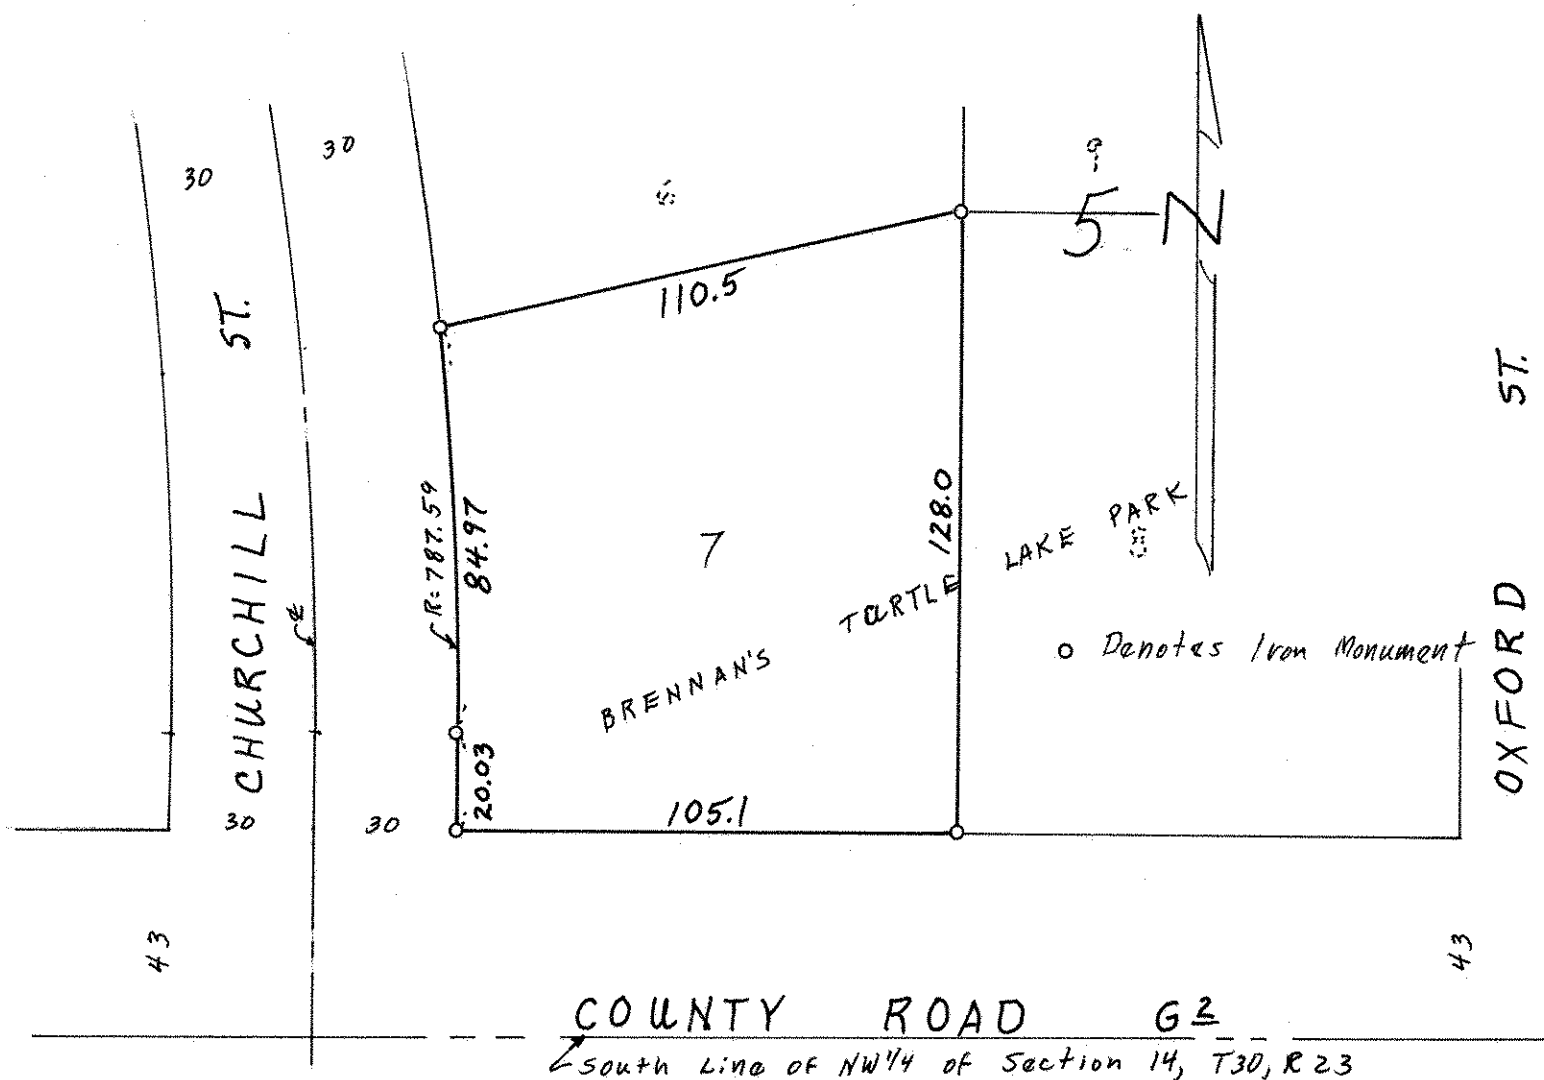 30
30
5
N
110.5
CHURCHILL ST.
R=787.59
84.97
7
128.0
BRENNAN'S TURTLE LAKE PARK
o Denotes Iron Monument
OXFORD ST.
20.03
105.1
30
30
43
43
COUNTY ROAD G2
South Line of NW 1/4 of Section 14, T30, R23